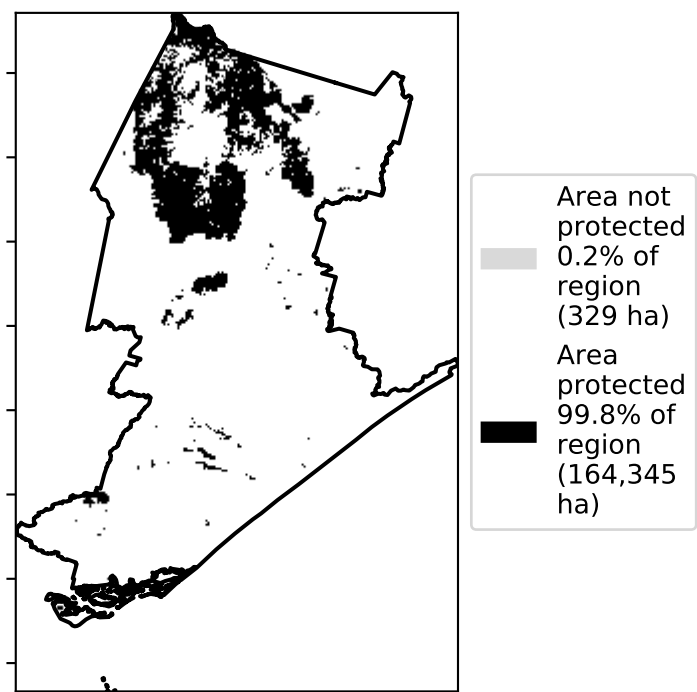 Area not
protected
0.2% of
region
(329 ha)
Area
protected
99.8% of
region
(164,345
ha)